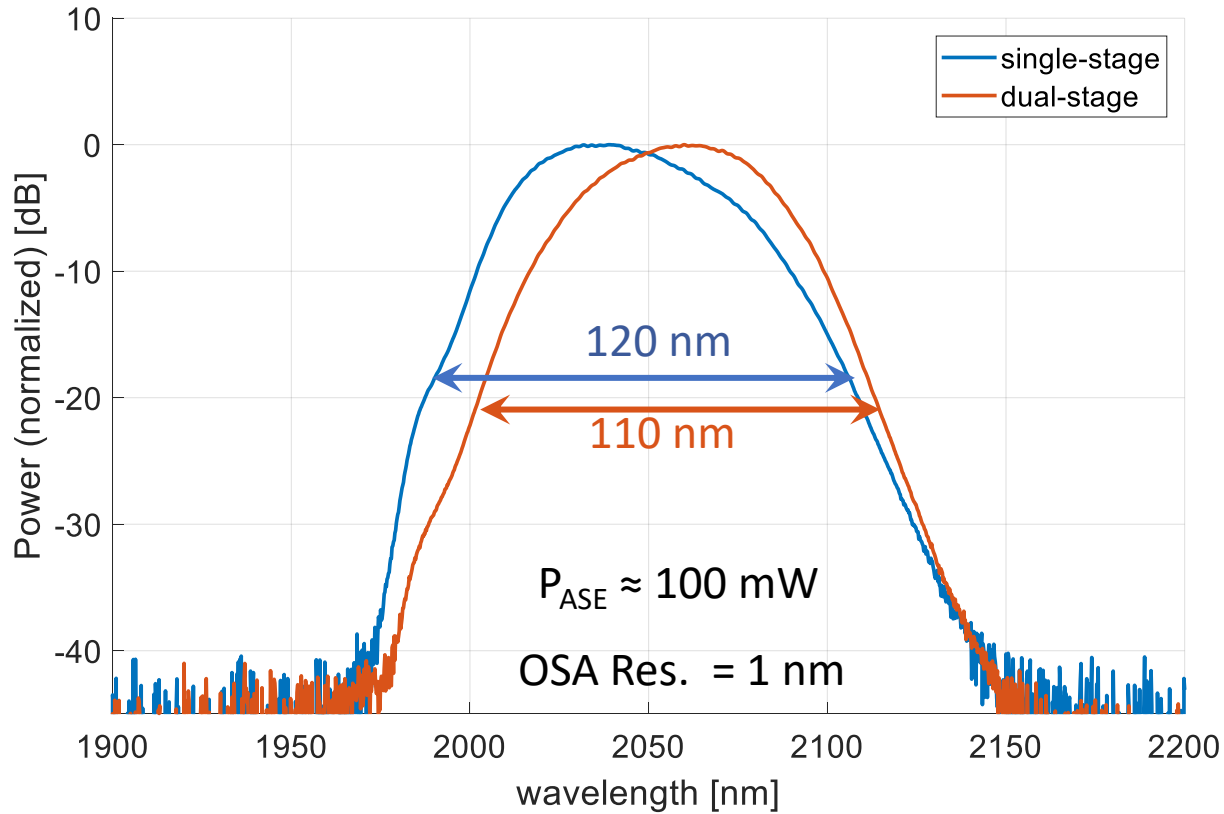 10
0
-10
-20
-30
-40
Power (normalized) [dB]
single-stage
dual-stage
120 nm
110 nm
P_ASE ≈ 100 mW
OSA Res. = 1 nm
1900 1950 2000 2050 2100 2150 2200
wavelength [nm]